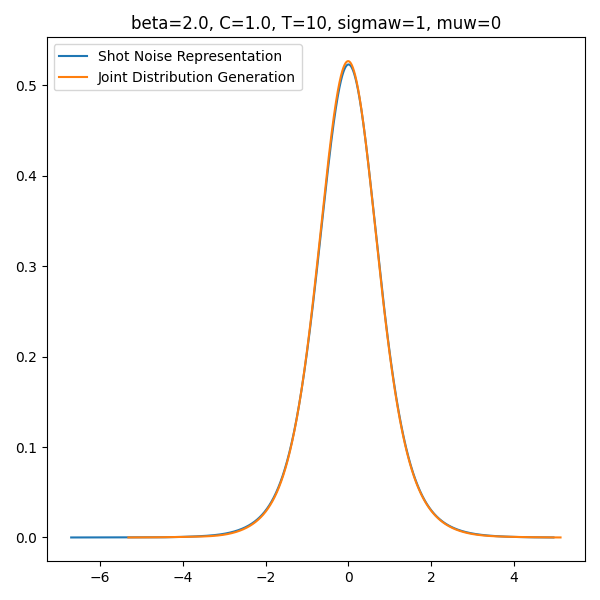 beta=2.0, C=1.0, T=10, sigmaw=1, muw=0
Shot Noise Representation
Joint Distribution Generation
0.5
0.4
0.3
0.2
0.1
0.0
−6 −4 −2 0 2 4